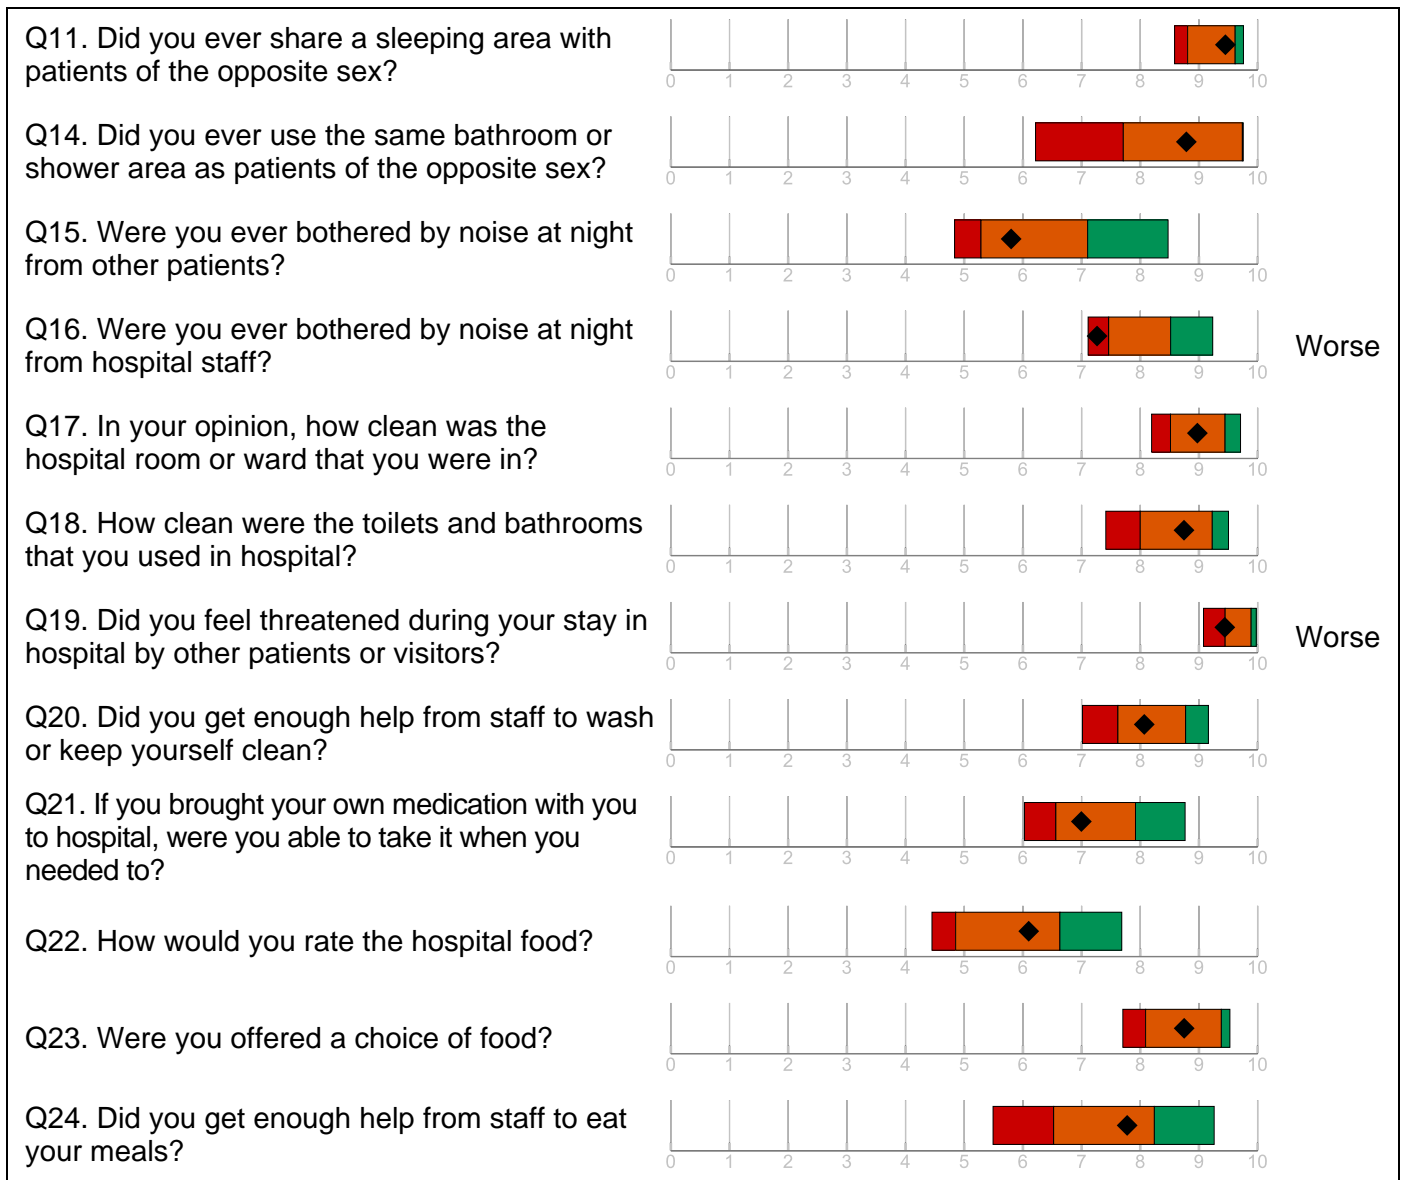 Q11. Did you ever share a sleeping area with
patients of the opposite sex?
0 1 2 3 4 5 6 7 8 9 10
Q14. Did you ever use the same bathroom or
shower area as patients of the opposite sex?
0 1 2 3 4 5 6 7 8 9 10
Q15. Were you ever bothered by noise at night
from other patients?
0 1 2 3 4 5 6 7 8 9 10
Q16. Were you ever bothered by noise at night
from hospital staff?
Worse
0 1 2 3 4 5 6 7 8 9 10
Q17. In your opinion, how clean was the
hospital room or ward that you were in?
0 1 2 3 4 5 6 7 8 9 10
Q18. How clean were the toilets and bathrooms
that you used in hospital?
0 1 2 3 4 5 6 7 8 9 10
Q19. Did you feel threatened during your stay in
hospital by other patients or visitors?
Worse
0 1 2 3 4 5 6 7 8 9 10
Q20. Did you get enough help from staff to wash
or keep yourself clean?
0 1 2 3 4 5 6 7 8 9 10
Q21. If you brought your own medication with you
to hospital, were you able to take it when you
needed to?
0 1 2 3 4 5 6 7 8 9 10
Q22. How would you rate the hospital food?
0 1 2 3 4 5 6 7 8 9 10
Q23. Were you offered a choice of food?
0 1 2 3 4 5 6 7 8 9 10
Q24. Did you get enough help from staff to eat
your meals?
0 1 2 3 4 5 6 7 8 9 10